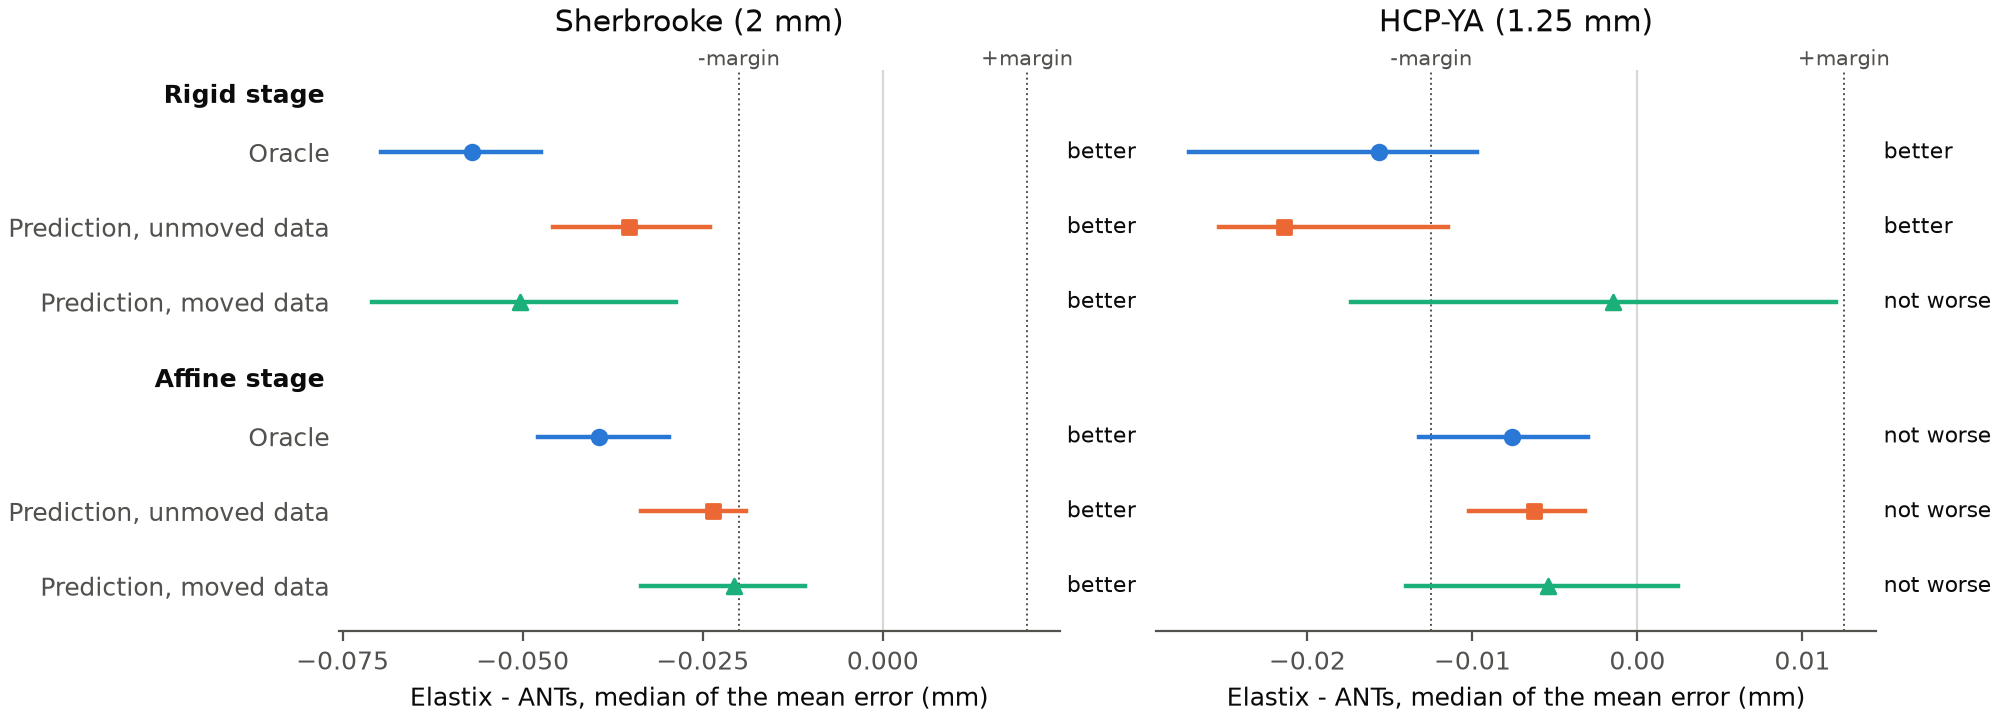 Sherbrooke (2 mm)
HCP-YA (1.25 mm)
-margin
+margin
-margin
+margin
Rigid stage
Oracle
better
better
Prediction, unmoved data
better
better
Prediction, moved data
better
not worse
Affine stage
Oracle
better
not worse
Prediction, unmoved data
better
not worse
Prediction, moved data
better
not worse
−0.075
−0.050
−0.025
0.000
−0.02
−0.01
0.00
0.01
Elastix - ANTs, median of the mean error (mm)
Elastix - ANTs, median of the mean error (mm)